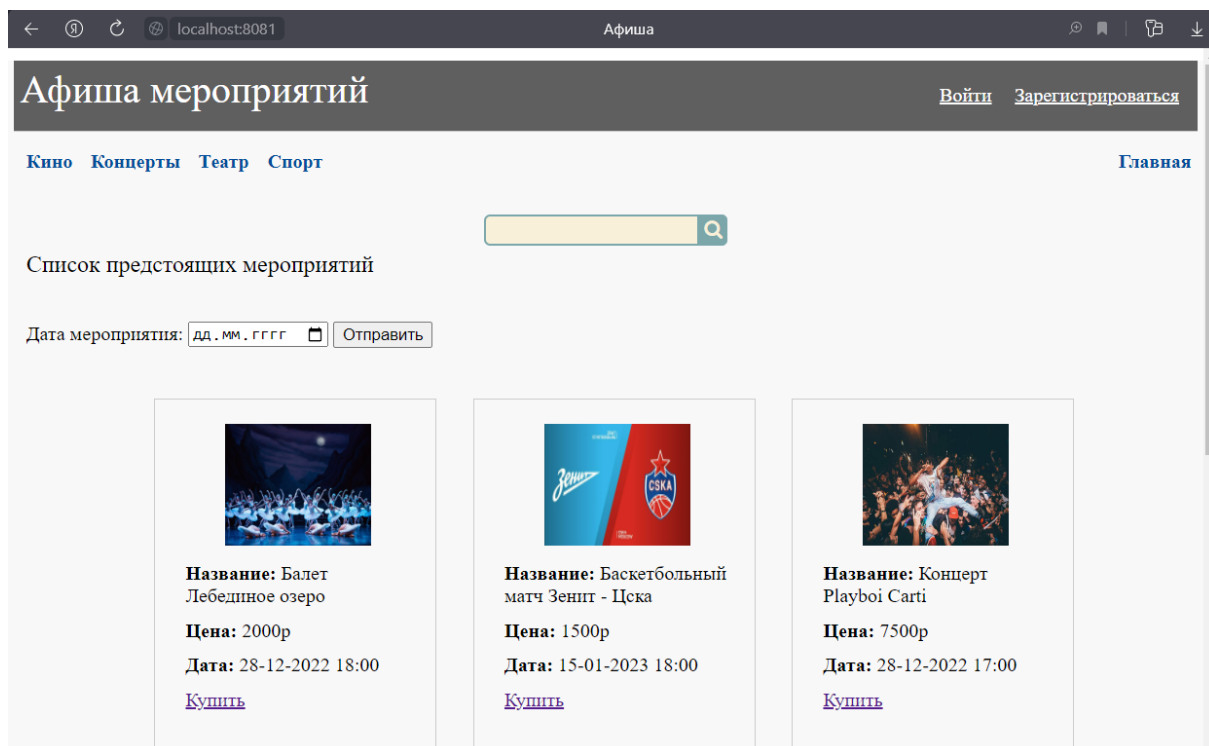 localhost:8081 Афиша
Афиша мероприятий
Войти Зарегистрироваться
Кино Концерты Театр Спорт Главная
Список предстоящих мероприятий
Дата мероприятия: дд.мм.гггг Отправить
Зенит
CSKA
Название: Балет
Лебединое озеро
Цена: 2000р
Дата: 28-12-2022 18:00
Купить
Название: Баскетбольный
матч Зенит - Цска
Цена: 1500р
Дата: 15-01-2023 18:00
Купить
Название: Концерт
Playboi Carti
Цена: 7500р
Дата: 28-12-2022 17:00
Купить